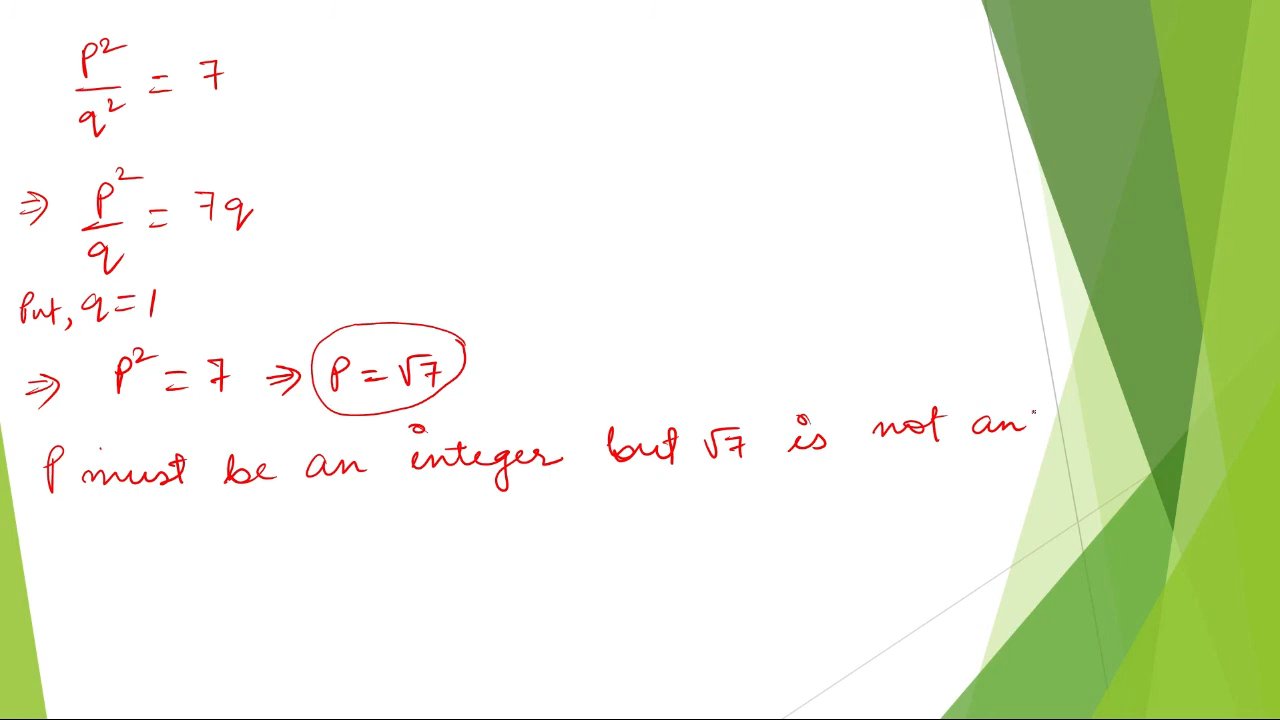 p²/q² = 7
⇒ p²/q = 7q
Put, q = 1
⇒ p² = 7 ⇒ p = √7
p must be an integer but √7 is not an